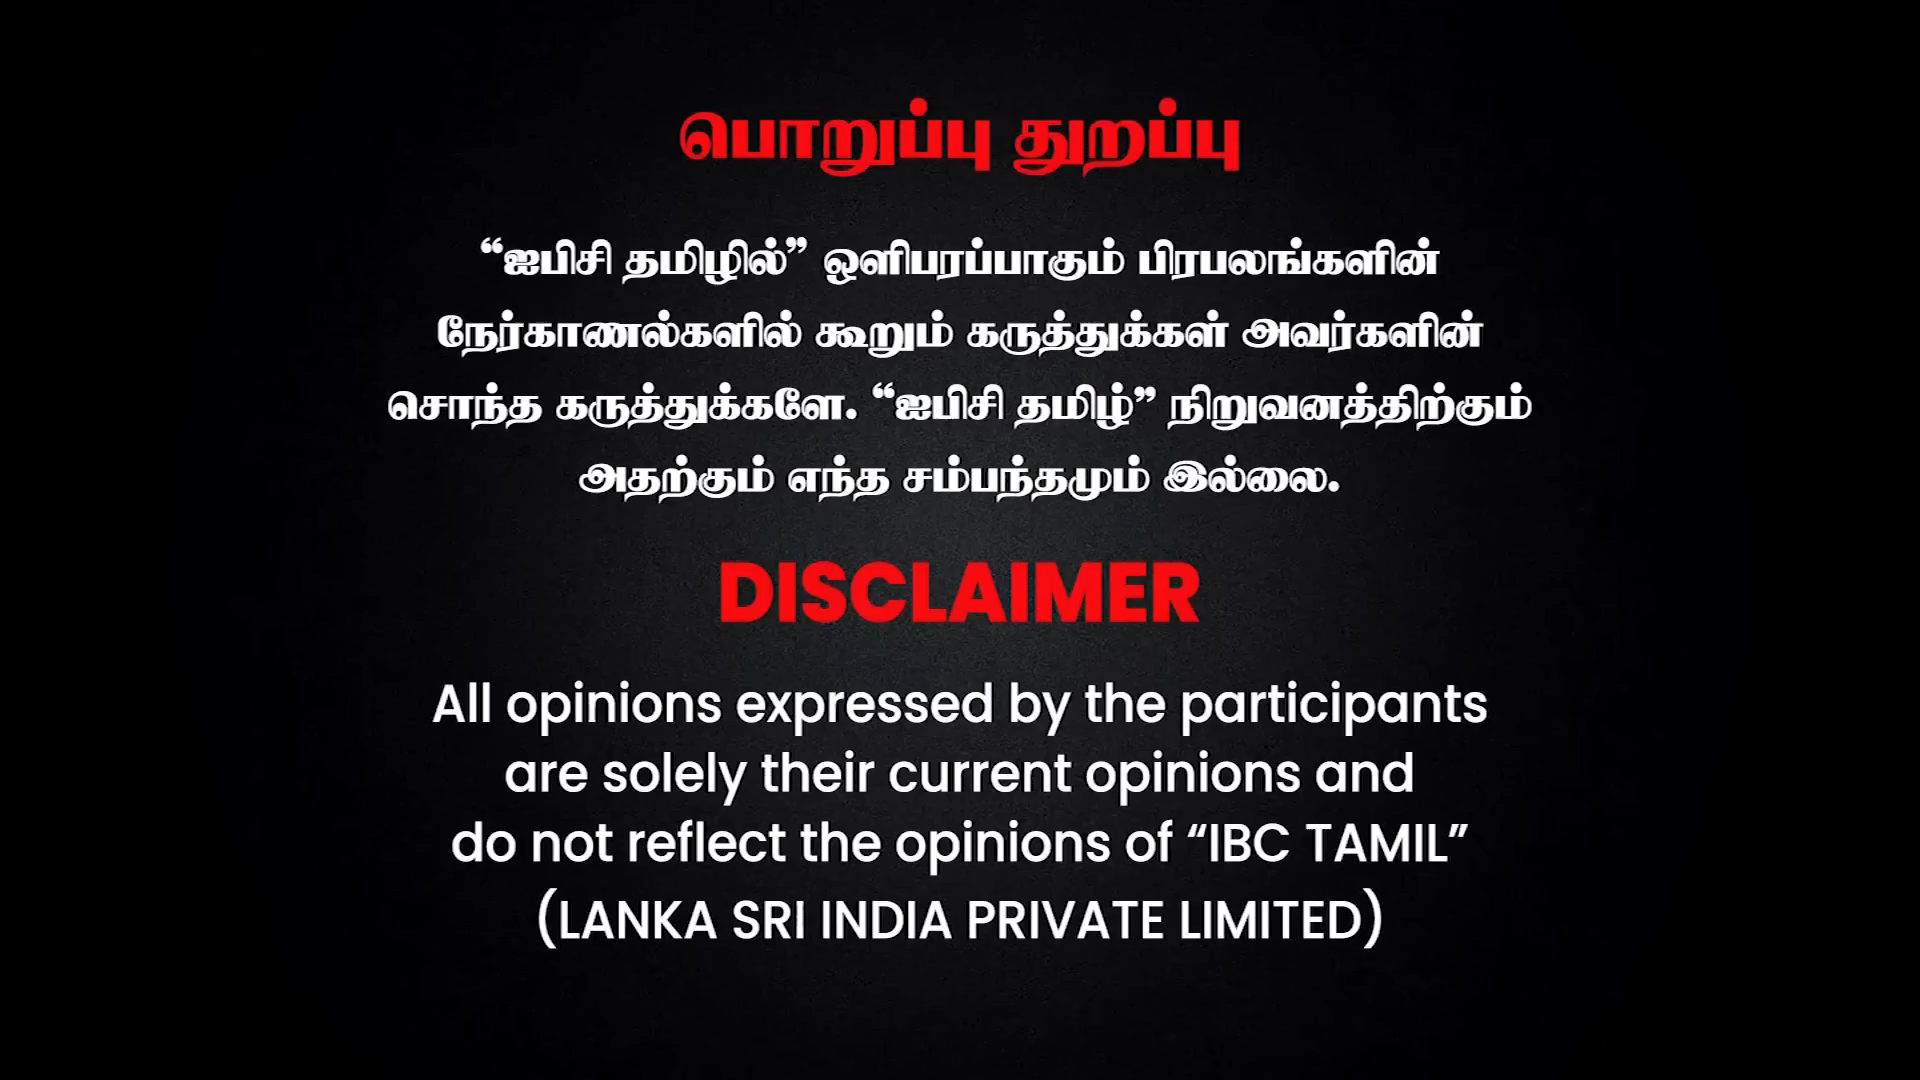 பொறுப்பு துறப்பு
“ஐபிசி தமிழில்” ஒளிபரப்பாகும் பிரபலங்களின்
நேர்காணல்களில் கூறும் கருத்துக்கள் அவர்களின்
சொந்த கருத்துக்களே. “ஐபிசி தமிழ்” நிறுவனத்திற்கும்
அதற்கும் எந்த சம்பந்தமும் இல்லை.
DISCLAIMER
All opinions expressed by the participants
are solely their current opinions and
do not reflect the opinions of “IBC TAMIL”
(LANKA SRI INDIA PRIVATE LIMITED)